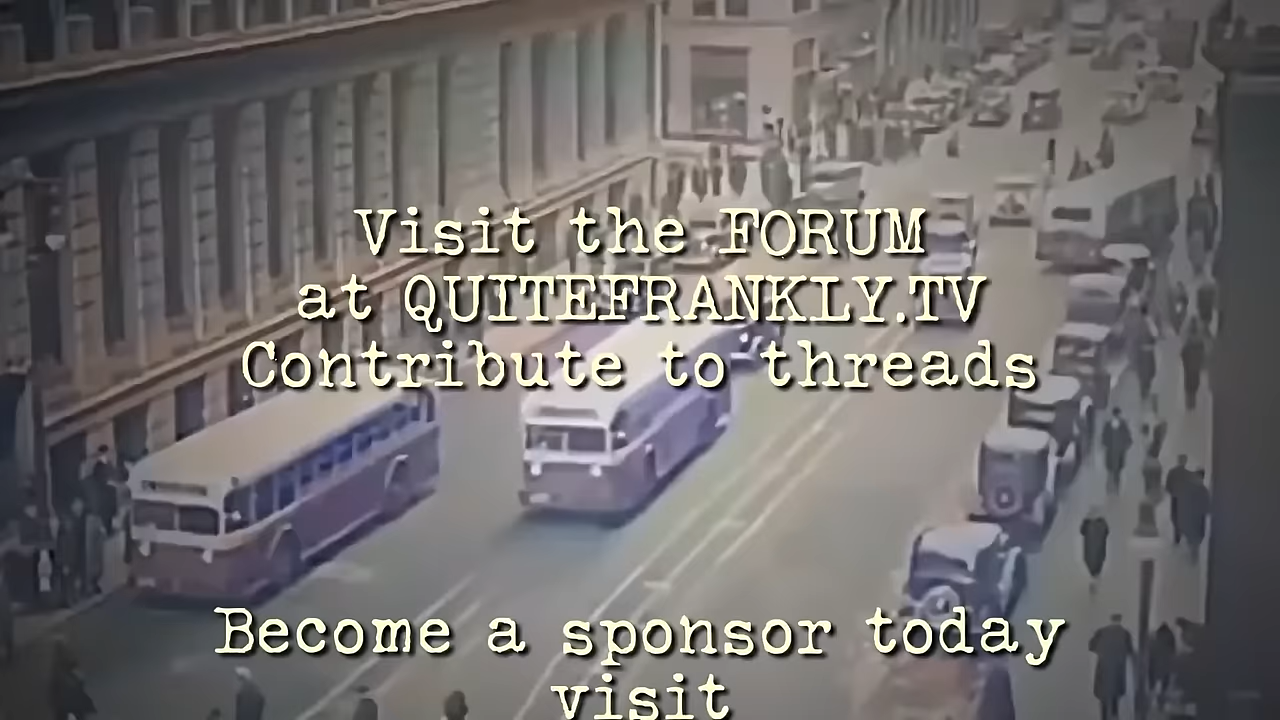 Visit the FORUM
at QUITEFRANKLY.TV
Contribute to threads
Become a sponsor today
visit